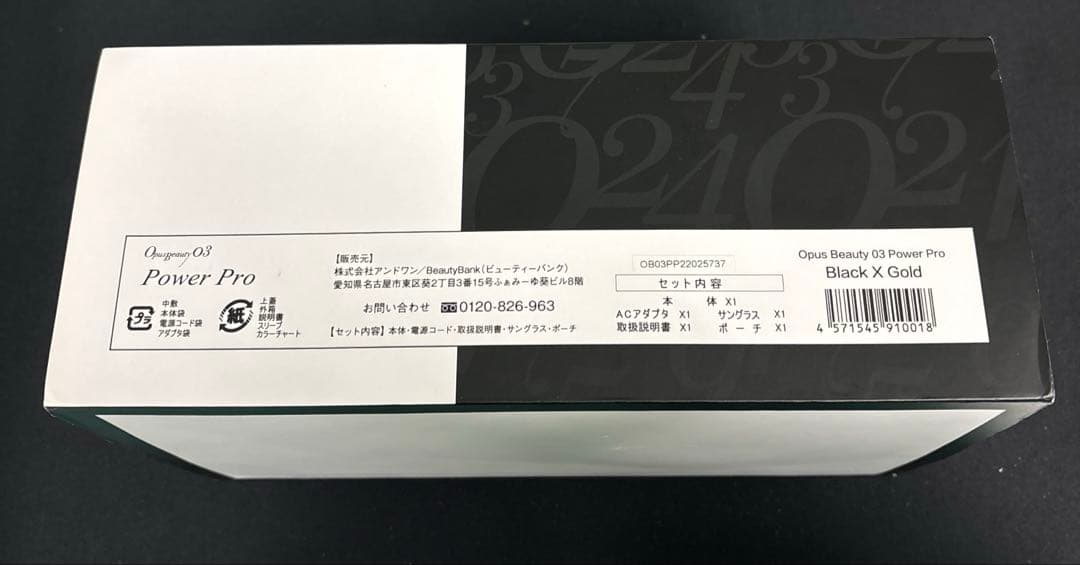 OpusBeauty 03
Power Pro
プラ
中敷
本体袋
電源コード袋
アダプタ袋
紙
上蓋
外箱
説明書
スリーブ
カラーチャート
【販売元】
株式会社アンドワン/BeautyBank(ビューティーバンク)
愛知県名古屋市東区葵2丁目3番15号ふぁみーゆ葵ビル8階
お問い合わせ 0120-826-963
【セット内容】本体・電源コード・取扱説明書・サングラス・ポーチ
OB03PP22025737
セット内容
本 体 X1
ACアダプタ X1 サングラス X1
取扱説明書 X1 ポーチ X1
Opus Beauty 03 Power Pro
Black X Gold
4 571545 910018